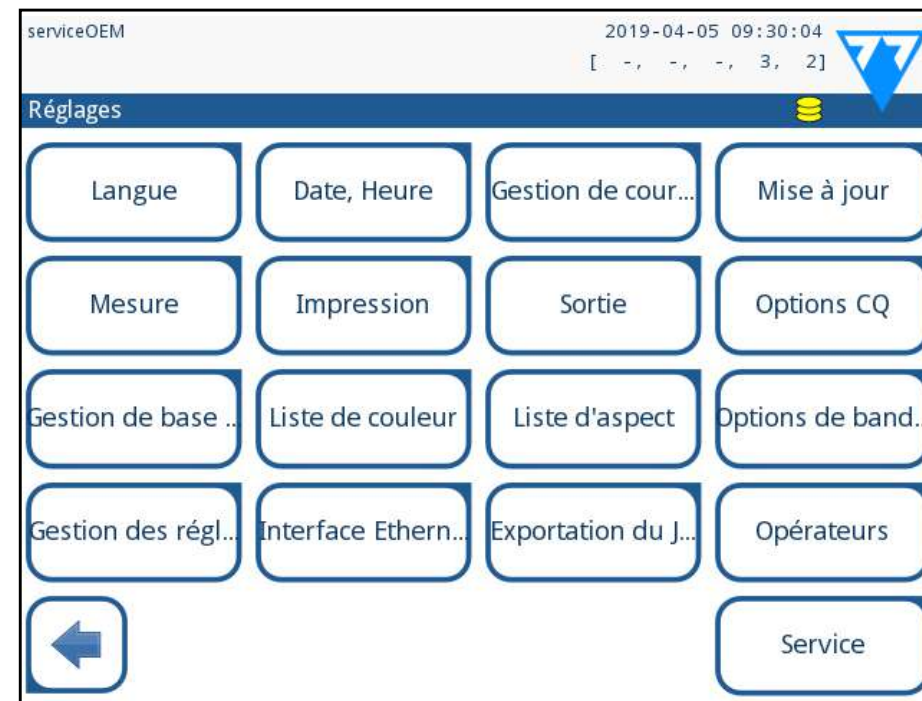 serviceOEM 2019-04-05 09:30:04
[ -, -, -, 3, 2]
Réglages
Langue Date, Heure Gestion de cour... Mise à jour
Mesure Impression Sortie Options CQ
Gestion de base ... Liste de couleur Liste d'aspect Options de band...
Gestion des régl... Interface Ethern... Exportation du J... Opérateurs
Service